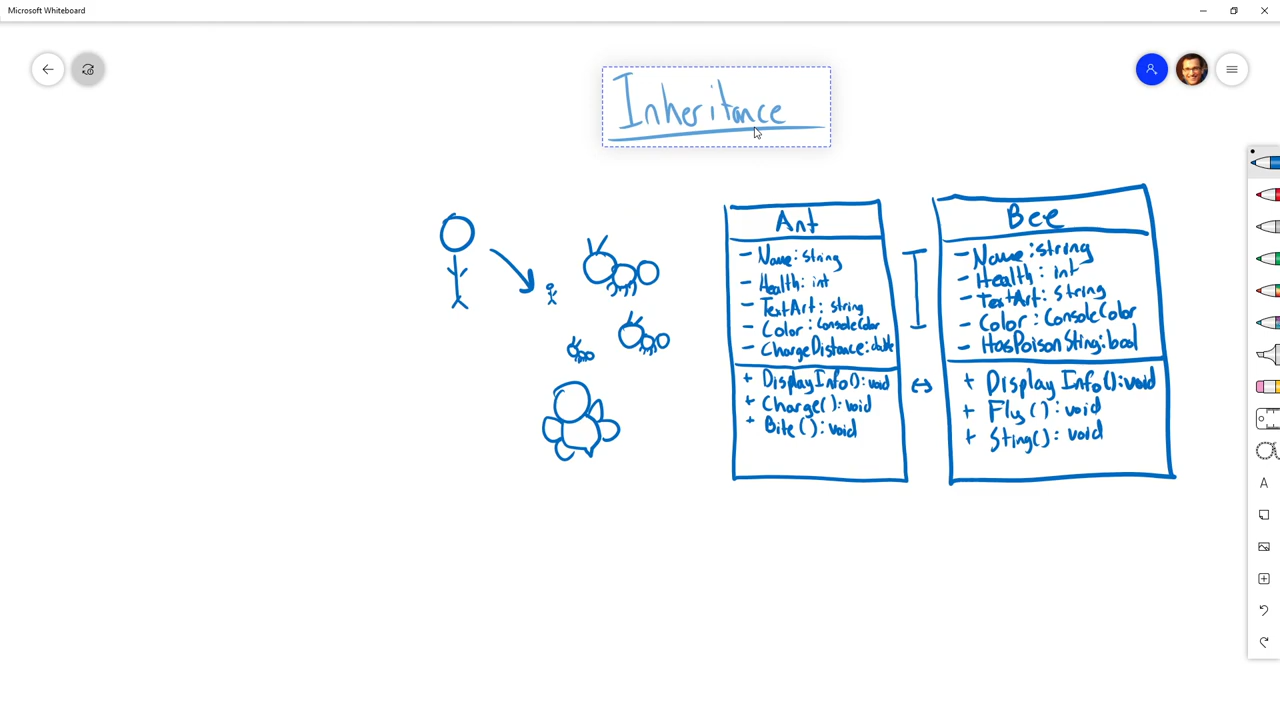 Microsoft Whiteboard
Inheritance
Ant
- Name: string
- Health: int
- TextArt: string
- Color: ConsoleColor
- ChargeDistance: double
+ DisplayInfo(): void
+ Charge(): void
+ Bite(): void
Bee
- Name: string
- Health: int
- TextArt: string
- Color: ConsoleColor
- HasPoisonSting: bool
+ DisplayInfo(): void
+ Fly(): void
+ Sting(): void
A